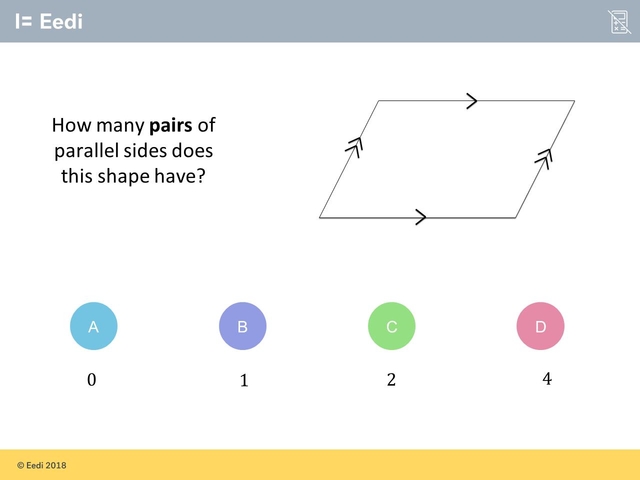 I= Eedi
How many pairs of
parallel sides does
this shape have?
A
B
C
D
0
1
2
4
© Eedi 2018